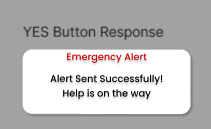 YES Button Response
Emergency Alert
Alert Sent Successfully!
Help is on the way